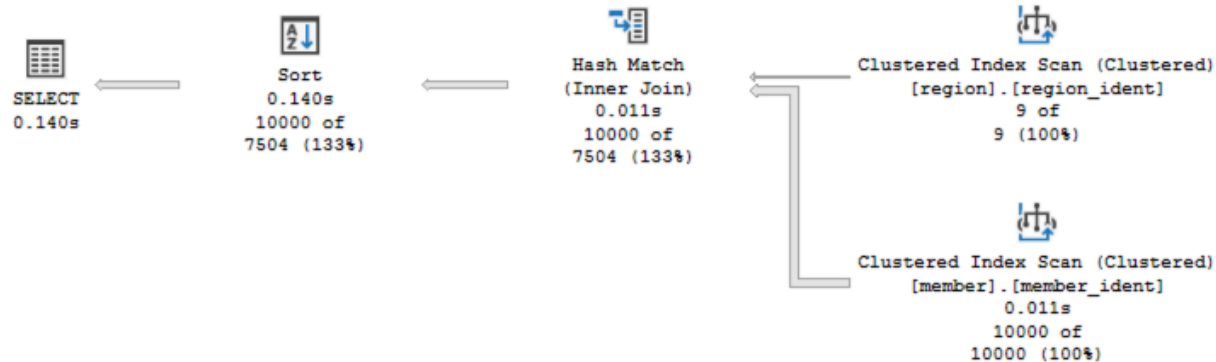 SELECT
0.140s
A
Z
Sort
0.140s
10000 of
7504 (133%)
Hash Match
(Inner Join)
0.011s
10000 of
7504 (133%)
Clustered Index Scan (Clustered)
[region].[region_ident]
9 of
9 (100%)
Clustered Index Scan (Clustered)
[member].[member_ident]
0.011s
10000 of
10000 (100%)